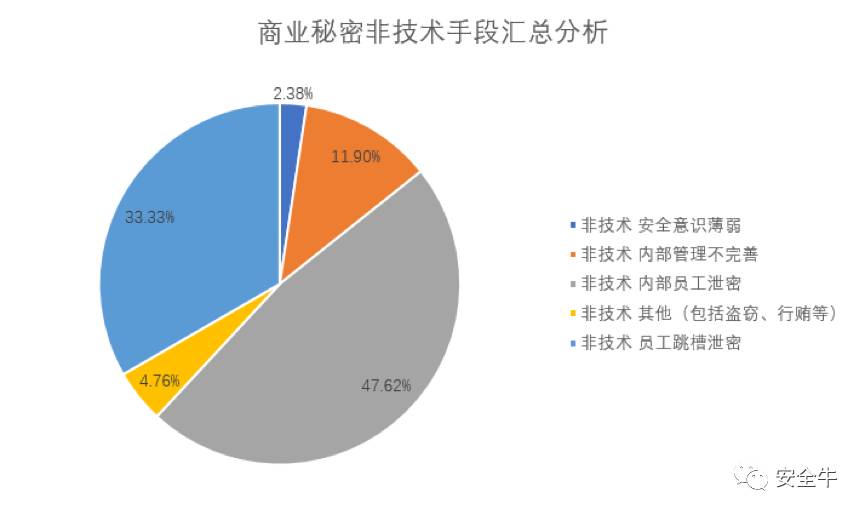 商业秘密非技术手段汇总分析
2.38%
11.90%
33.33%
47.62%
4.76%
非技术 安全意识薄弱
非技术 内部管理不完善
非技术 内部员工泄密
非技术 其他（包括盗窃、行贿等）
非技术 员工跳槽泄密
安全牛